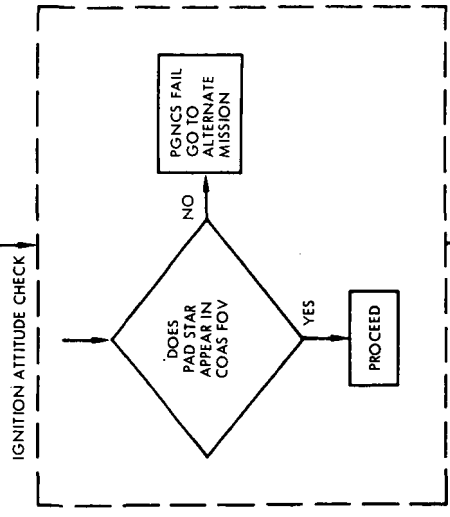 IGNITION ATTITUDE CHECK
DOES
PAD STAR
APPEAR IN
COAS FOV
NO
PGNCS FAIL
GO TO
ALTERNATE
MISSION
YES
PROCEED